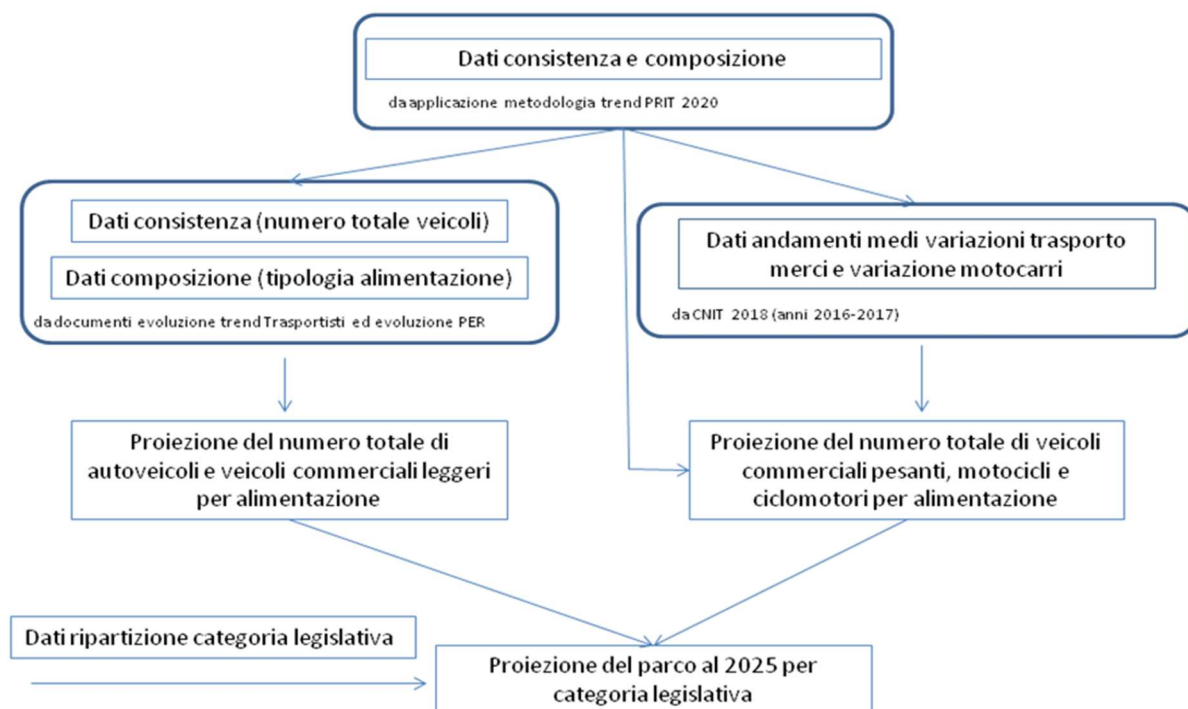 Dati consistenza e composizione
da applicazione metodologia trend PRIT 2020
Dati consistenza (numero totale veicoli)
Dati composizione (tipologia alimentazione)
da documenti evoluzione trend Trasportisti ed evoluzione PER
Dati andamenti medi variazioni trasporto
merci e variazione motocarri
da CNIT 2018 (anni 2016-2017)
Proiezione del numero totale di
autoveicoli e veicoli commerciali leggeri
per alimentazione
Proiezione del numero totale di veicoli
commerciali pesanti, motocicli e
ciclomotori per alimentazione
Dati ripartizione categoria legislativa
Proiezione del parco al 2025 per
categoria legislativa